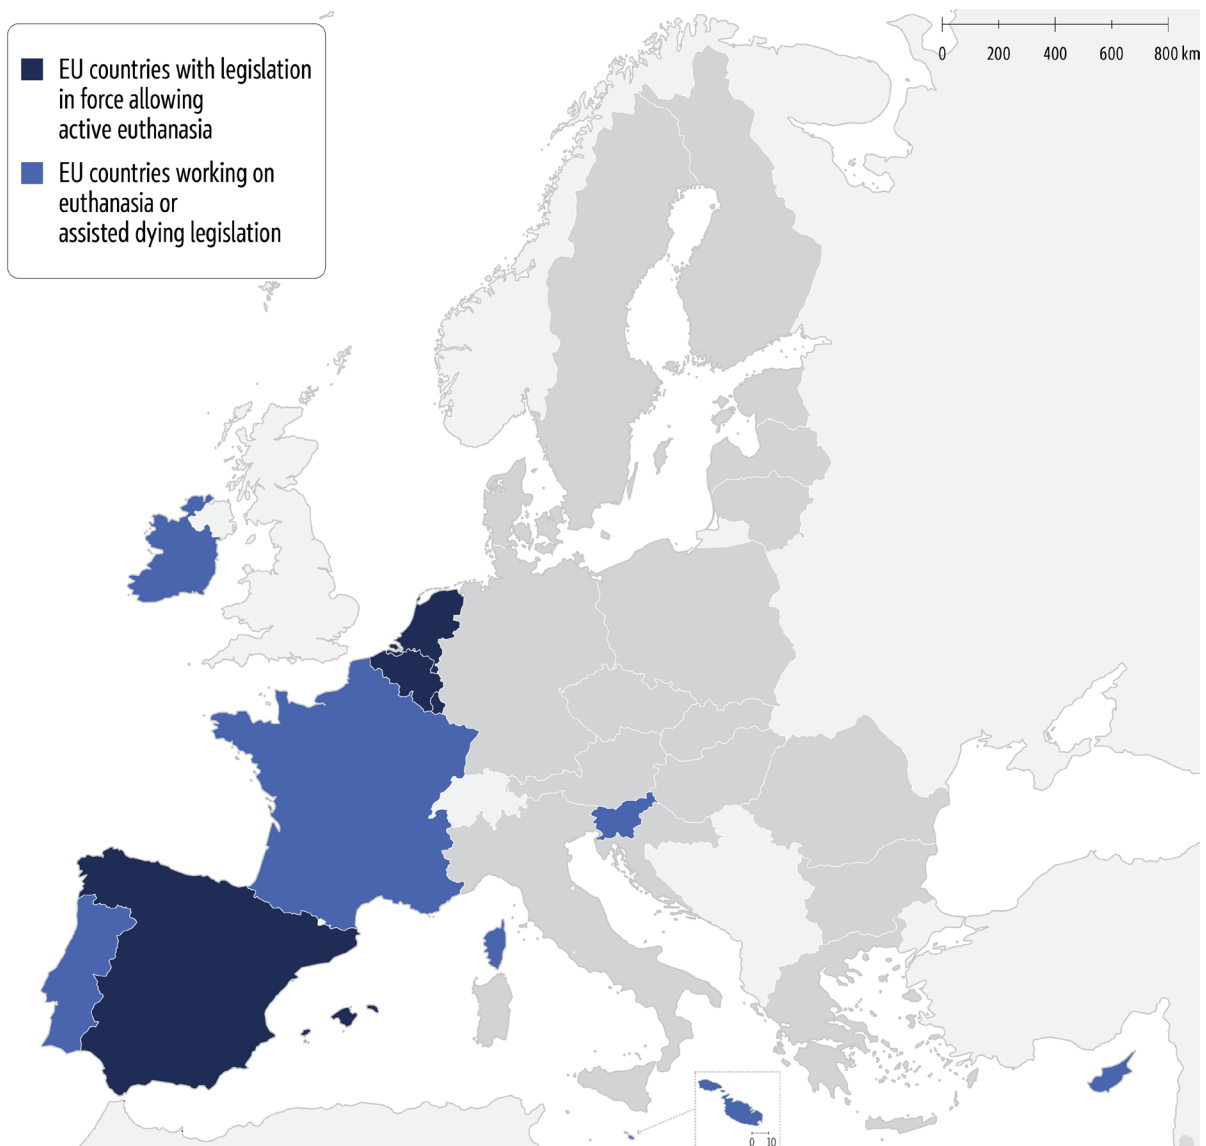 EU countries with legislation
in force allowing
active euthanasia
EU countries working on
euthanasia or
assisted dying legislation
0 200 400 600 800 km
0 10